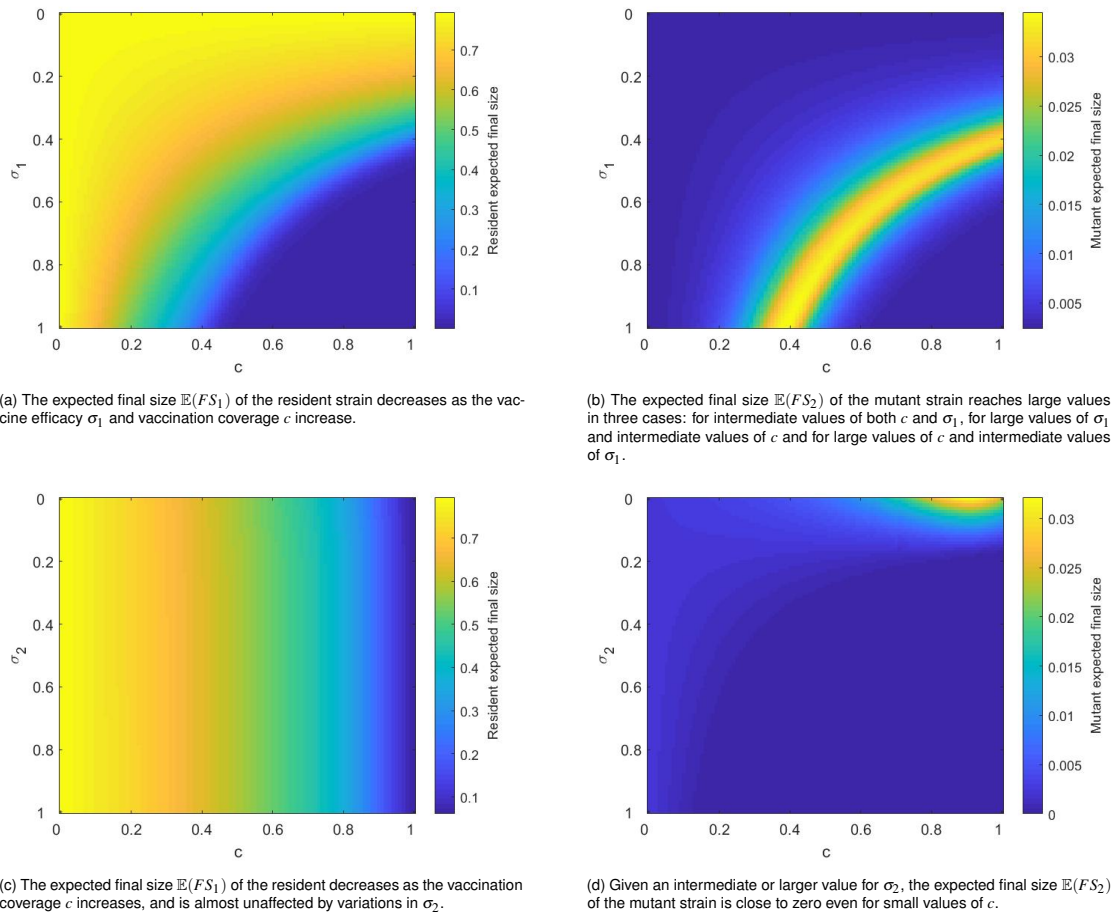 0
0.2
0.4
0.6
0.8
1
σ1
0 0.2 0.4 0.6 0.8 1
c
0.7
0.6
0.5
0.4
0.3
0.2
0.1
Resident expected final size
0
0.2
0.4
0.6
0.8
1
σ1
0 0.2 0.4 0.6 0.8 1
c
0.03
0.025
0.02
0.015
0.01
0.005
Mutant expected final size
(a) The expected final size 𝔼(FS1) of the resident strain decreases as the vac-
cine efficacy σ1 and vaccination coverage c increase.
(b) The expected final size 𝔼(FS2) of the mutant strain reaches large values
in three cases: for intermediate values of both c and σ1, for large values of σ1
and intermediate values of c and for large values of c and intermediate values
of σ1.
0
0.2
0.4
0.6
0.8
1
σ2
0 0.2 0.4 0.6 0.8 1
c
0.7
0.6
0.5
0.4
0.3
0.2
0.1
Resident expected final size
0
0.2
0.4
0.6
0.8
1
σ2
0 0.2 0.4 0.6 0.8 1
c
0.03
0.025
0.02
0.015
0.01
0.005
0
Mutant expected final size
(c) The expected final size 𝔼(FS1) of the resident decreases as the vaccination
coverage c increases, and is almost unaffected by variations in σ2.
(d) Given an intermediate or larger value for σ2, the expected final size 𝔼(FS2)
of the mutant strain is close to zero even for small values of c.